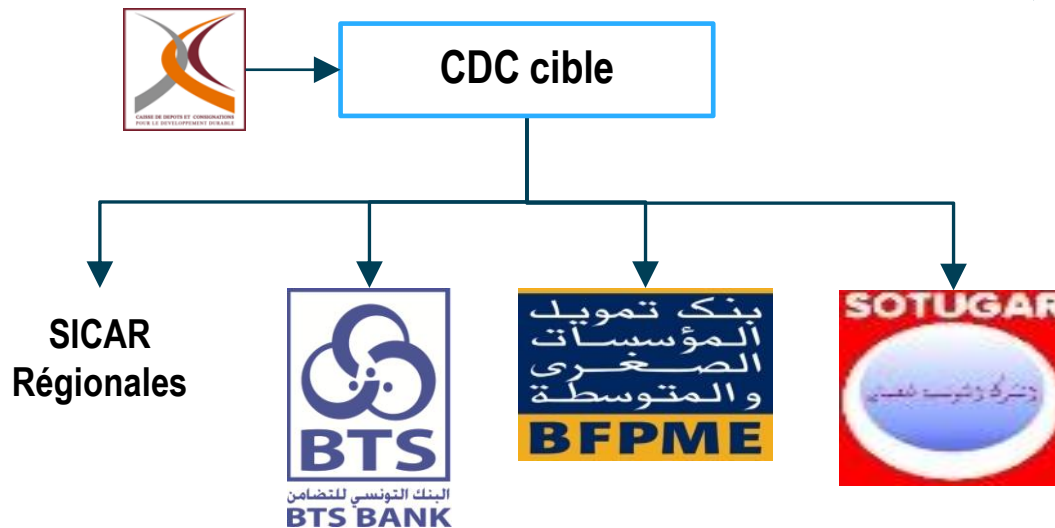 CDC cible
CAISSE DE DEPOTS ET CONSIGNATIONS
POUR LE DEVELOPPEMENT DURABLE
SICAR
Régionales
BTS
البنك التونسي للتضامن
BTS BANK
بنك تمويل
المؤسسات
الصغرى
والمتوسطة
BFPME
SOTUGAR